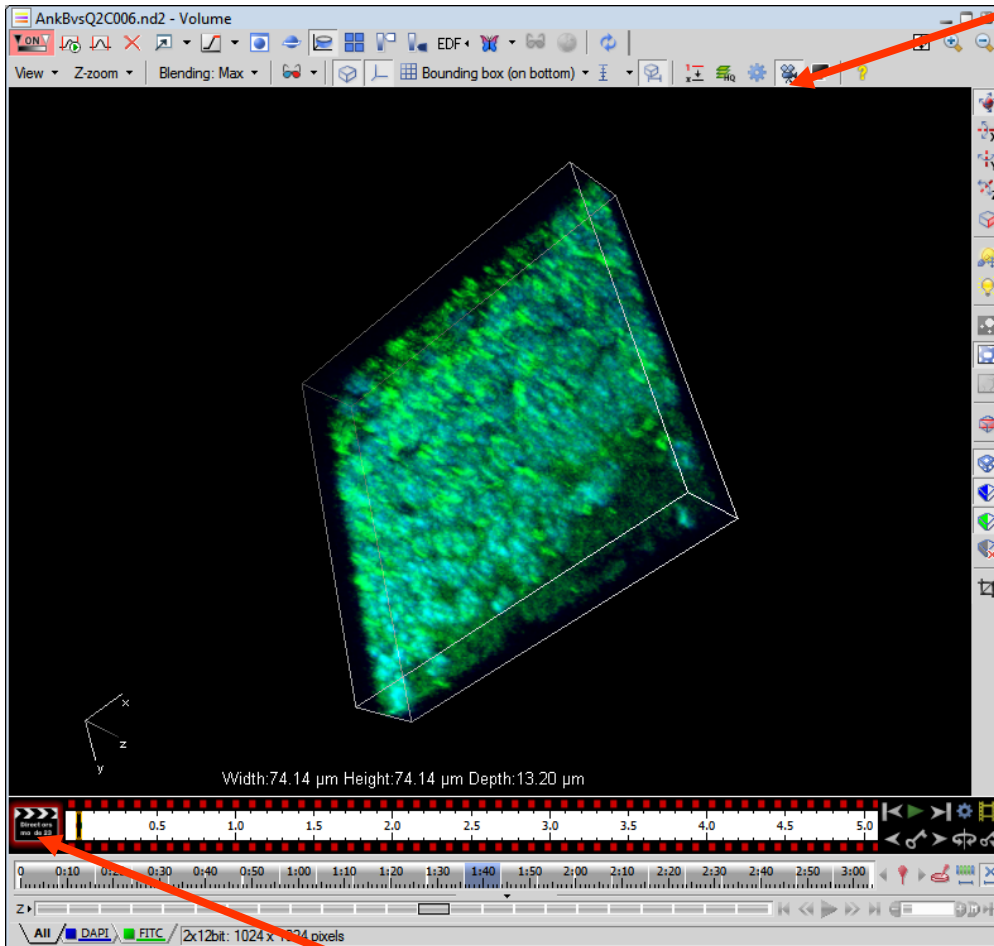 AnkBvsQ2C006.nd2 - Volume
ON EDF
View Z-zoom Blending: Max Bounding box (on bottom) HQ
x
z
y
Width:74.14 µm Height:74.14 µm Depth:13.20 µm
0.5 1.0 1.5 2.0 2.5 3.0 3.5 4.0 4.5 5.0
0 0:10 0:20 0:30 0:40 0:50 1:00 1:10 1:20 1:30 1:40 1:50 2:00 2:10 2:20 2:30 2:40 2:50 3:00
Z
All DAPI FITC 2x12bit: 1024 x 1024 pixels